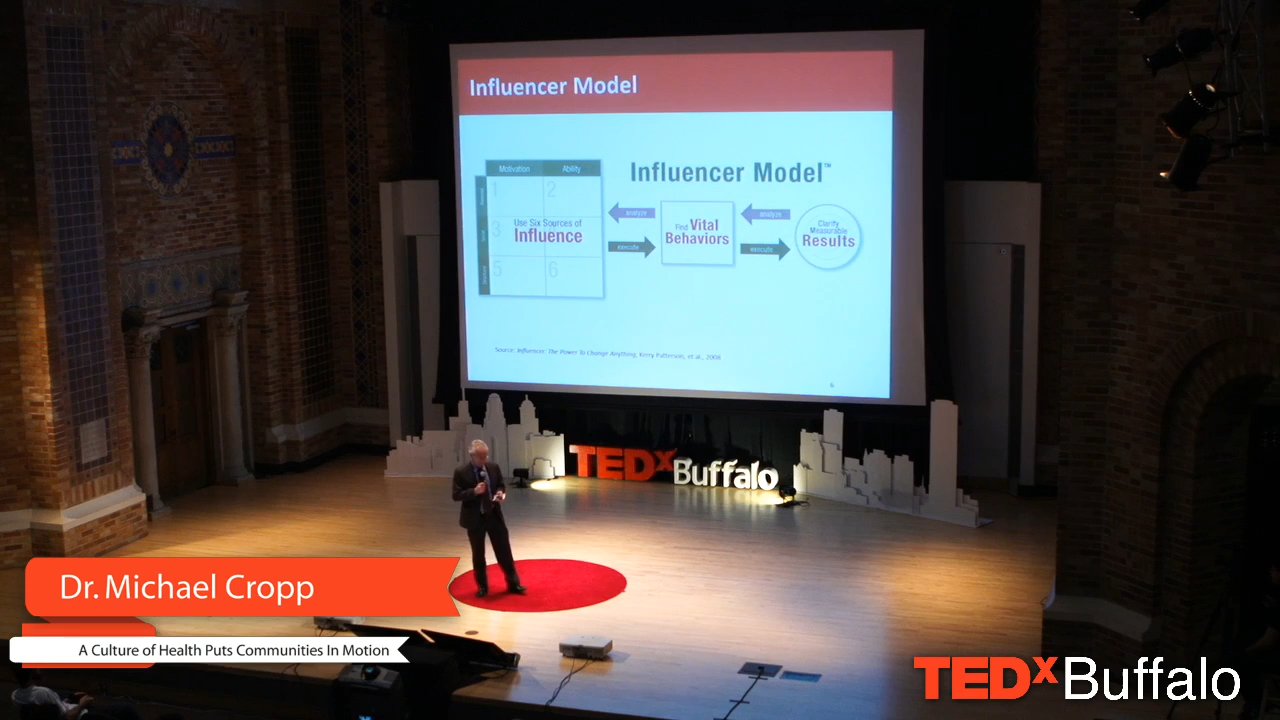 Influencer Model
Influencer Model™
Motivation Ability
1 2
3
Use Six Sources of
Influence
5 6
analyze
execute
Find Vital
Behaviors
analyze
execute
Clarify
Measurable
Results
Source: Influencer: The Power To Change Anything, Kerry Patterson, et al., 2008
6
TEDxBuffalo
Dr. Michael Cropp
A Culture of Health Puts Communities In Motion
TEDxBuffalo